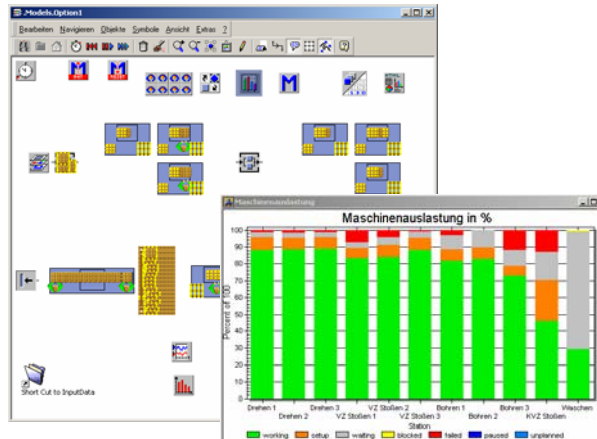 .Models.Option1
Bearbeiten Navigieren Objekte Symbole Ansicht Extras ?
M
M
M
Short Cut to InputData
Maschinenauslastung
Maschinenauslastung in %
Percent of 100
100
90
80
70
60
50
40
30
20
10
0
Drehen 1 Drehen 3 VZ Stoßen 2 Bohren 1 Bohren 3 Waschen
Drehen 2 VZ Stoßen 1 VZ Stoßen 3 Bohren 2 KVZ Stoßen
Station
working setup waiting blocked failed paused unplanned